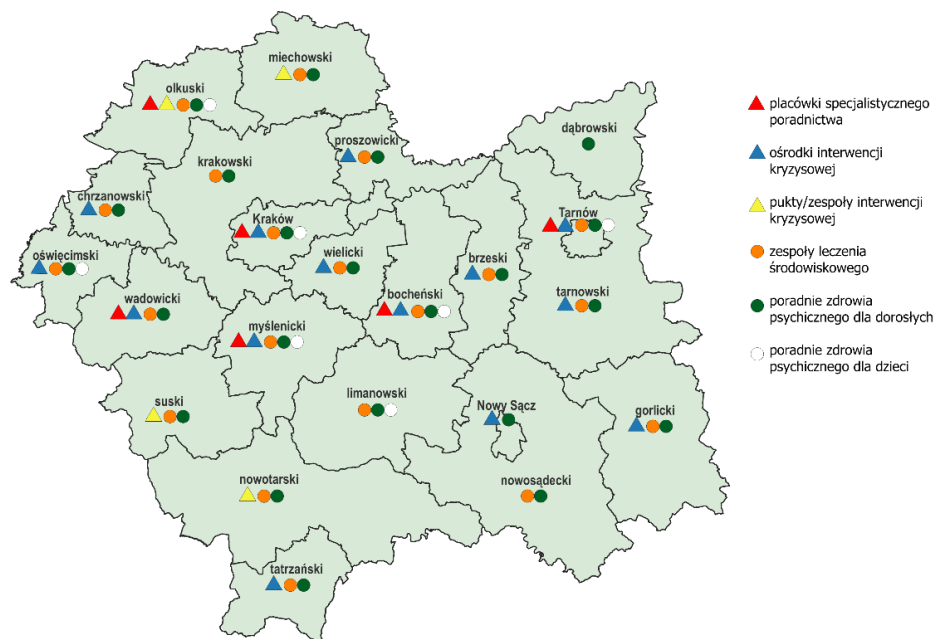 miechowski
olkuski
dąbrowski
proszowicki
krakowski
chrzanowski
Kraków
Tarnów
oświęcimski
wielicki
brzeski
wadowicki
bocheński
tarnowski
myślenicki
limanowski
suski
Nowy Sącz
gorlicki
nowotarski
nowosądecki
tatrzański
placówki specjalistycznego
poradnictwa
ośrodki interwencji
kryzysowej
pukty/zespoły interwencji
kryzysowej
zespoły leczenia
środowiskowego
poradnie zdrowia
psychicznego dla dorosłych
poradnie zdrowia
psychicznego dla dzieci